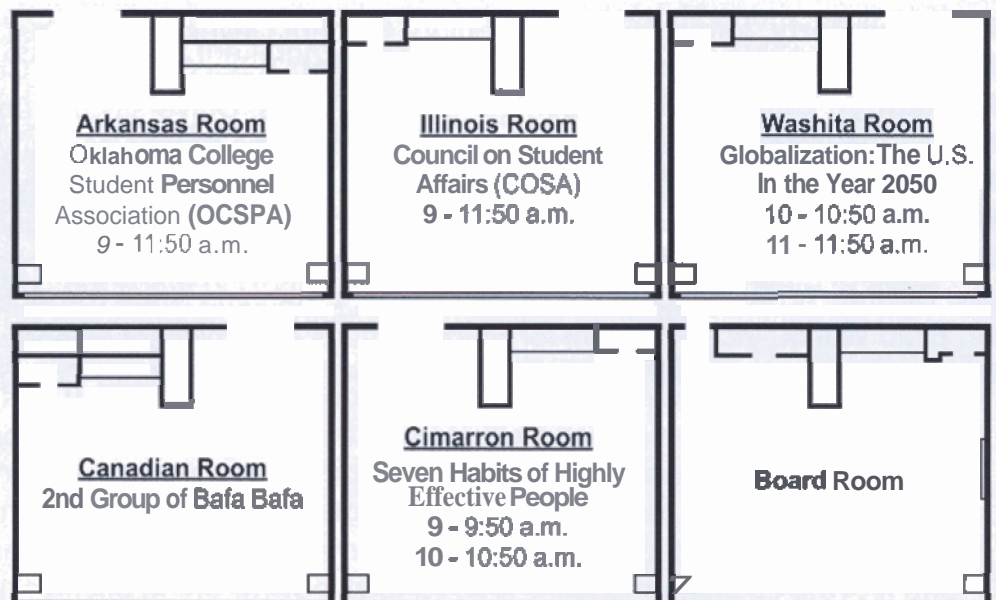 Arkansas Room
Oklahoma College
Student Personnel
Association (OCSPA)
9 - 11:50 a.m.
Illinois Room
Council on Student
Affairs (COSA)
9 - 11:50 a.m.
Washita Room
Globalization: The U.S.
In the Year 2050
10 - 10:50 a.m.
11 - 11:50 a.m.
Canadian Room
2nd Group of Bafa Bafa
Cimarron Room
Seven Habits of Highly
Effective People
9 - 9:50 a.m.
10 - 10:50 a.m.
Board Room